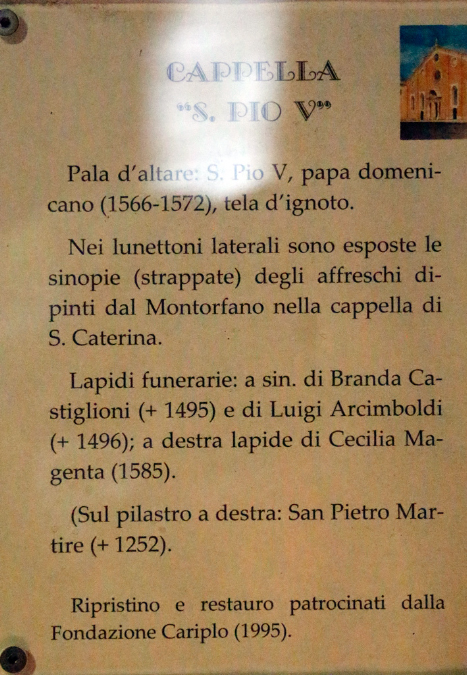 CAPPELLA
“S. PIO V”
Pala d’altare: S. Pio V, papa domeni-
cano (1566-1572), tela d’ignoto.
Nei lunettoni laterali sono esposte le
sinopie (strappate) degli affreschi di-
pinti dal Montorfano nella cappella di
S. Caterina.
Lapidi funerarie: a sin. di Branda Ca-
stiglioni (+ 1495) e di Luigi Arcimboldi
(+ 1496); a destra lapide di Cecilia Ma-
genta (1585).
(Sul pilastro a destra: San Pietro Mar-
tire (+ 1252).
Ripristino e restauro patrocinati dalla
Fondazione Cariplo (1995).